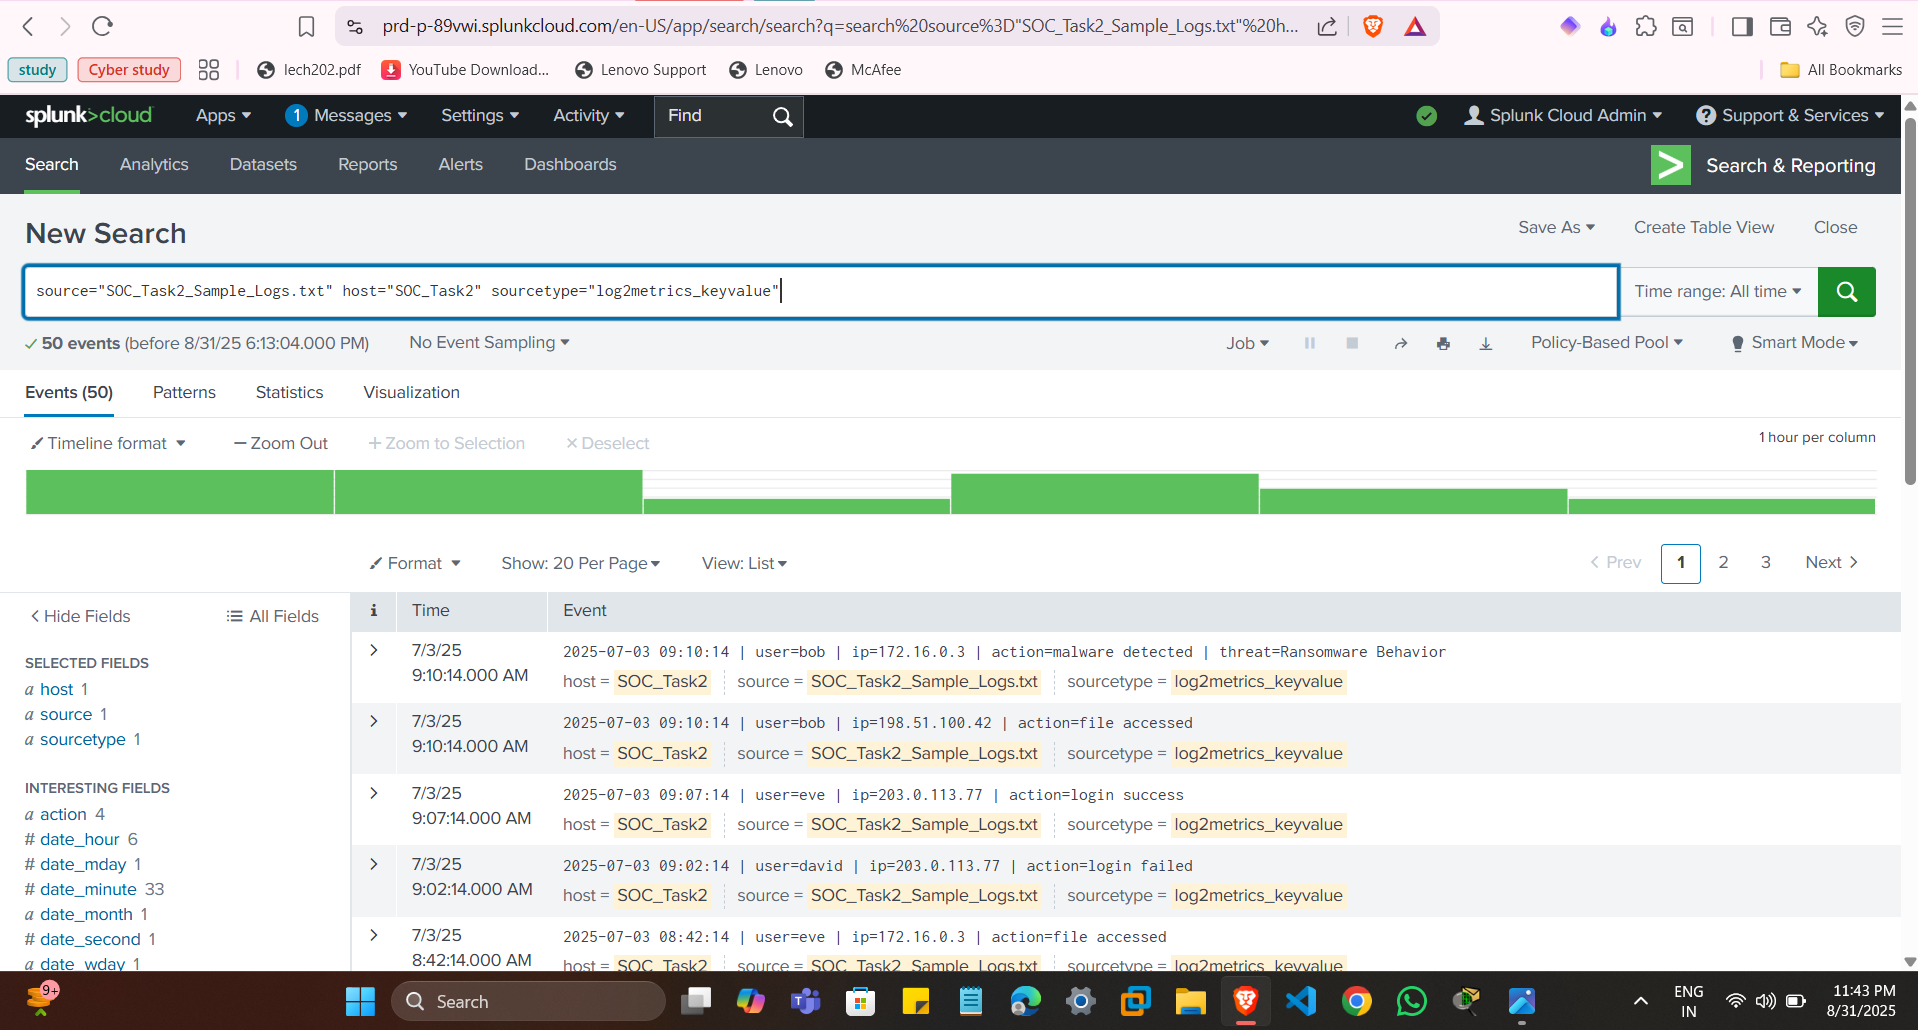 prd-p-89vwi.splunkcloud.com/en-US/app/search/search?q=search%20source%3D"SOC_Task2_Sample_Logs.txt"%20h...
study Cyber study lech202.pdf YouTube Download... Lenovo Support Lenovo McAfee All Bookmarks
splunk>cloud Apps 1 Messages Settings Activity Find Splunk Cloud Admin ? Support & Services
Search Analytics Datasets Reports Alerts Dashboards > Search & Reporting
New Search Save As Create Table View Close
source="SOC_Task2_Sample_Logs.txt" host="SOC_Task2" sourcetype="log2metrics_keyvalue" Time range: All time
✓ 50 events (before 8/31/25 6:13:04.000 PM) No Event Sampling Job Policy-Based Pool Smart Mode
Events (50) Patterns Statistics Visualization
Timeline format — Zoom Out + Zoom to Selection × Deselect 1 hour per column
Format Show: 20 Per Page View: List < Prev 1 2 3 Next >
< Hide Fields All Fields
i Time Event
SELECTED FIELDS
a host 1
a source 1
a sourcetype 1
INTERESTING FIELDS
a action 4
# date_hour 6
# date_mday 1
# date_minute 33
a date_month 1
# date_second 1
a date_wday 1
> 7/3/25 9:10:14.000 AM
2025-07-03 09:10:14 | user=bob | ip=172.16.0.3 | action=malware detected | threat=Ransomware Behavior
host = SOC_Task2 source = SOC_Task2_Sample_Logs.txt sourcetype = log2metrics_keyvalue
> 7/3/25 9:10:14.000 AM
2025-07-03 09:10:14 | user=bob | ip=198.51.100.42 | action=file accessed
host = SOC_Task2 source = SOC_Task2_Sample_Logs.txt sourcetype = log2metrics_keyvalue
> 7/3/25 9:07:14.000 AM
2025-07-03 09:07:14 | user=eve | ip=203.0.113.77 | action=login success
host = SOC_Task2 source = SOC_Task2_Sample_Logs.txt sourcetype = log2metrics_keyvalue
> 7/3/25 9:02:14.000 AM
2025-07-03 09:02:14 | user=david | ip=203.0.113.77 | action=login failed
host = SOC_Task2 source = SOC_Task2_Sample_Logs.txt sourcetype = log2metrics_keyvalue
> 7/3/25 8:42:14.000 AM
2025-07-03 08:42:14 | user=eve | ip=172.16.0.3 | action=file accessed
host = SOC_Task2 source = SOC_Task2_Sample_Logs.txt sourcetype = log2metrics_keyvalue
9+ Search ENG IN 11:43 PM 8/31/2025